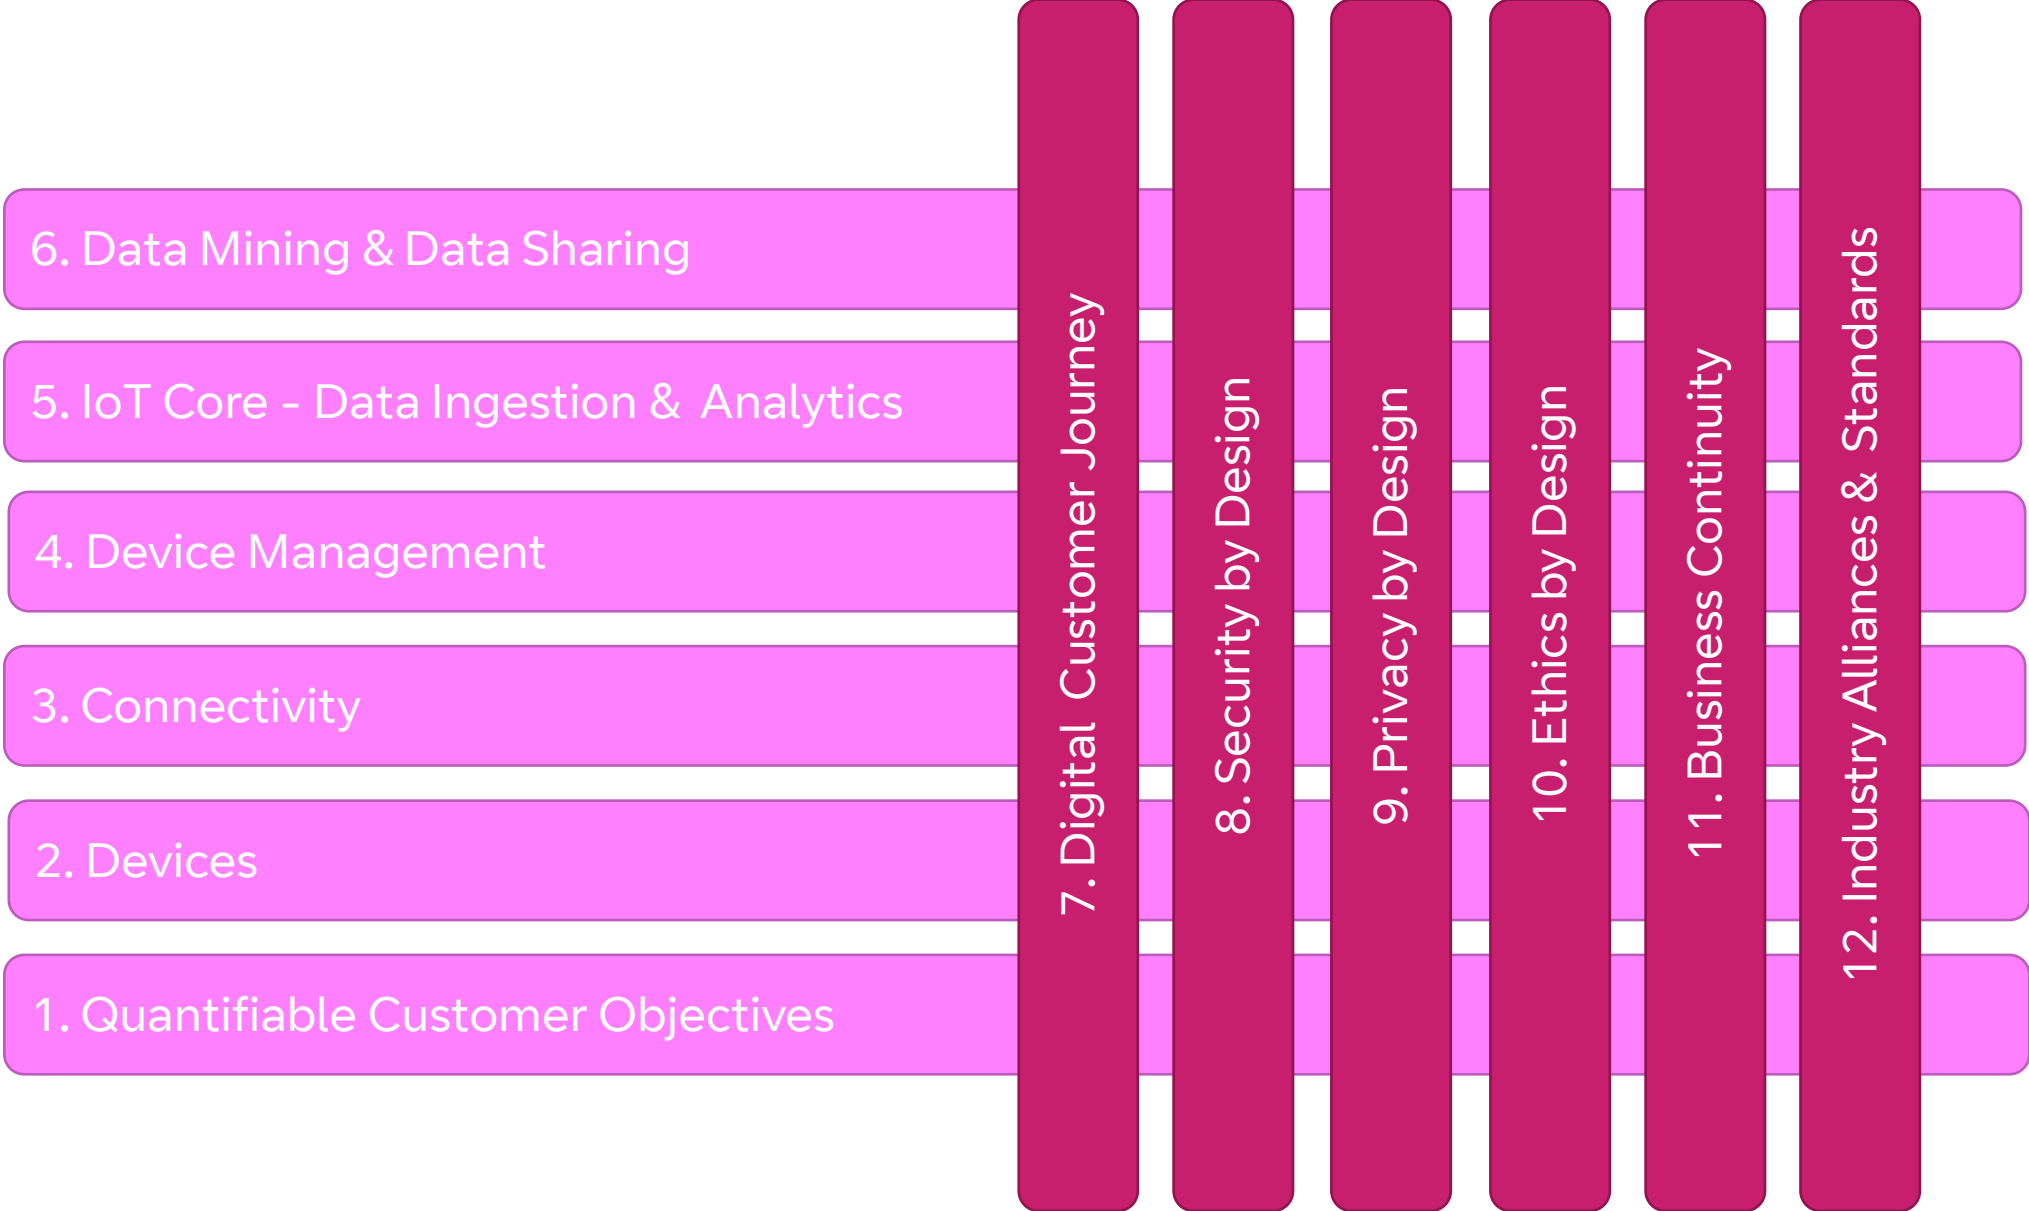 6. Data Mining & Data Sharing
5. IoT Core - Data Ingestion & Analytics
4. Device Management
3. Connectivity
2. Devices
1. Quantifiable Customer Objectives
7. Digital Customer Journey
8. Security by Design
9. Privacy by Design
10. Ethics by Design
11. Business Continuity
12. Industry Alliances & Standards